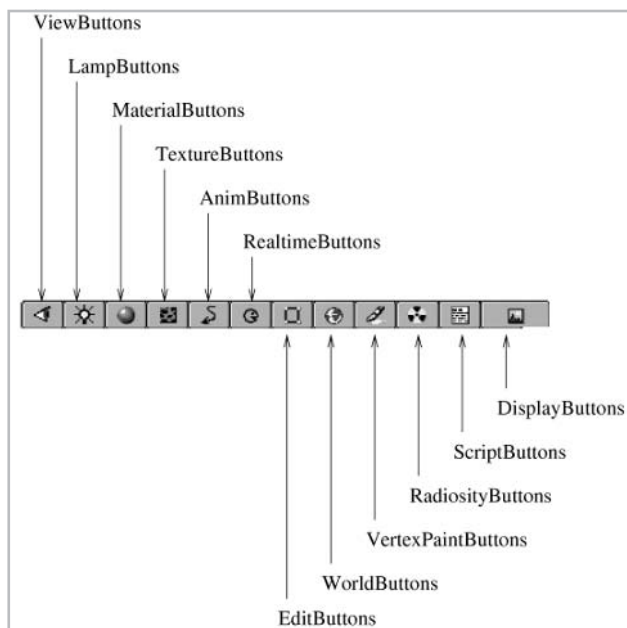 ViewButtons
LampButtons
MaterialButtons
TextureButtons
AnimButtons
RealtimeButtons
DisplayButtons
ScriptButtons
RadiosityButtons
VertexPaintButtons
WorldButtons
EditButtons